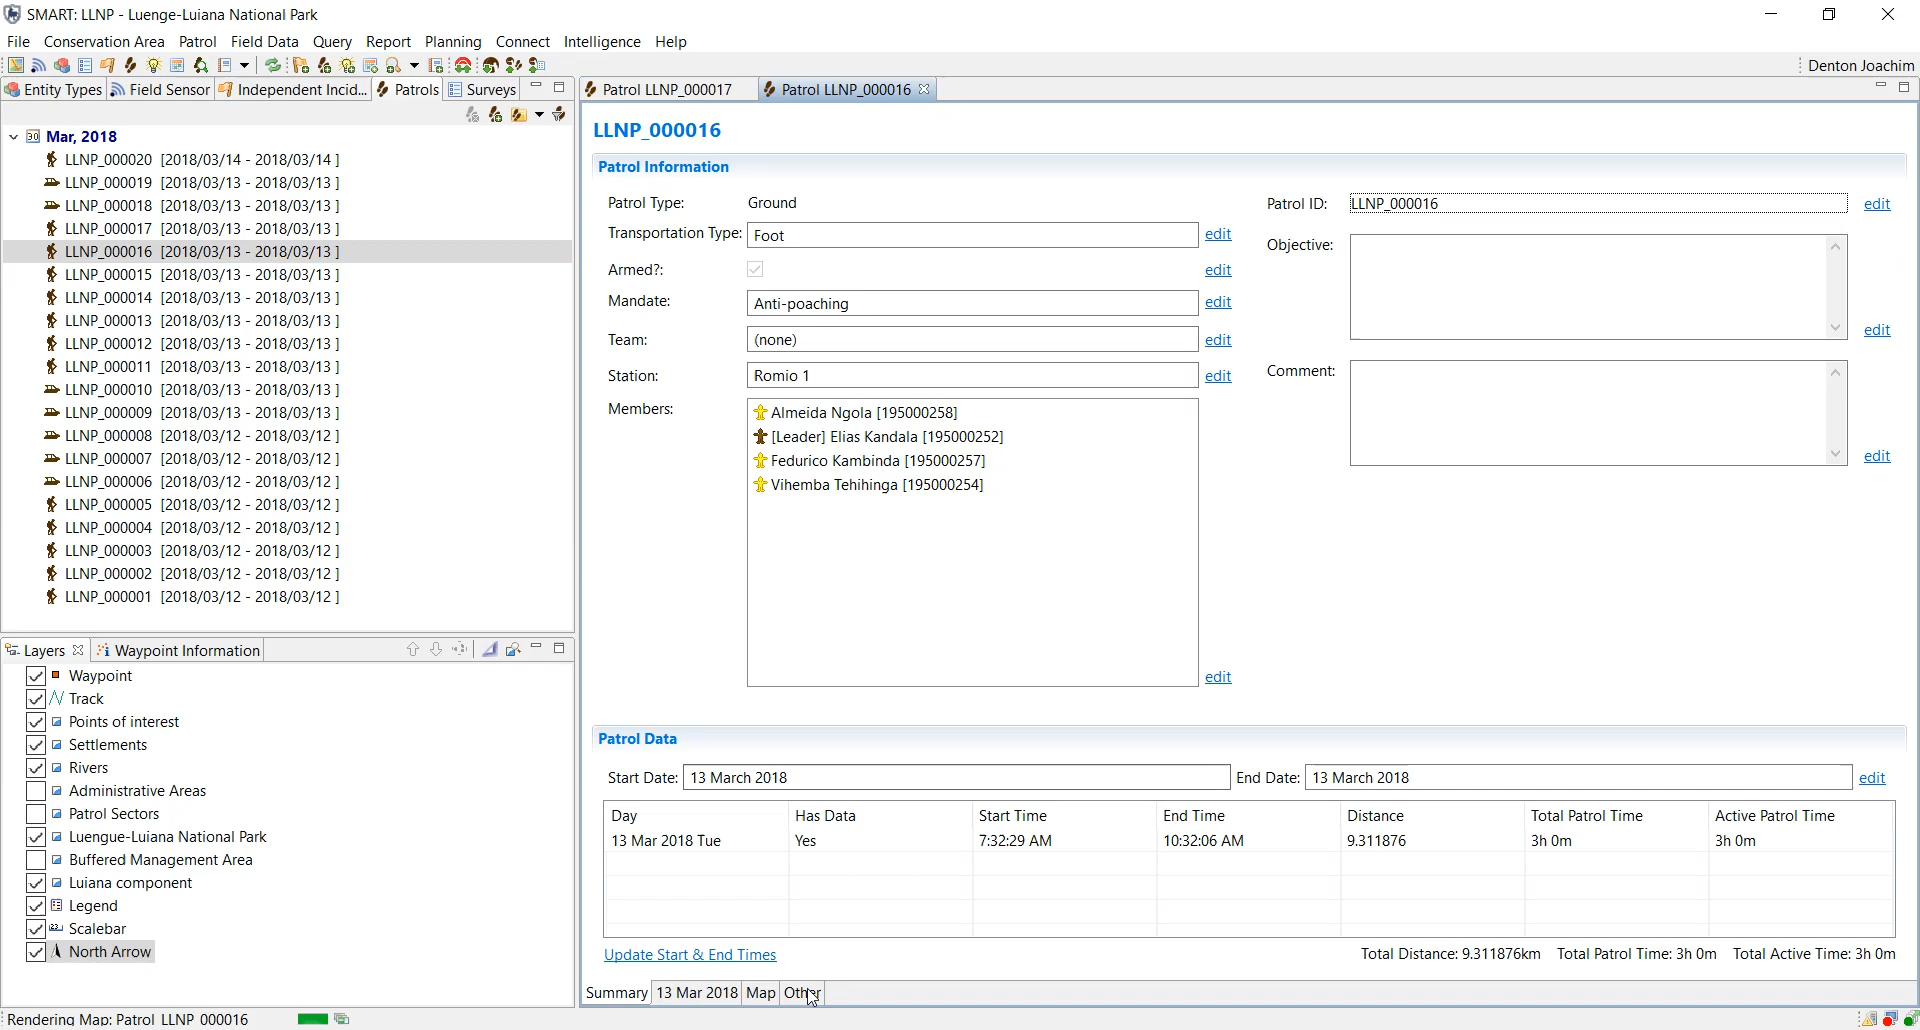 SMART: LLNP - Luenge-Luiana National Park
File Conservation Area Patrol Field Data Query Report Planning Connect Intelligence Help
Denton Joachim
Entity Types Field Sensor Independent Incid... Patrols Surveys
Mar, 2018
LLNP_000020 [2018/03/14 - 2018/03/14 ]
LLNP_000019 [2018/03/13 - 2018/03/13 ]
LLNP_000018 [2018/03/13 - 2018/03/13 ]
LLNP_000017 [2018/03/13 - 2018/03/13 ]
LLNP_000016 [2018/03/13 - 2018/03/13 ]
LLNP_000015 [2018/03/13 - 2018/03/13 ]
LLNP_000014 [2018/03/13 - 2018/03/13 ]
LLNP_000013 [2018/03/13 - 2018/03/13 ]
LLNP_000012 [2018/03/13 - 2018/03/13 ]
LLNP_000011 [2018/03/13 - 2018/03/13 ]
LLNP_000010 [2018/03/13 - 2018/03/13 ]
LLNP_000009 [2018/03/13 - 2018/03/13 ]
LLNP_000008 [2018/03/12 - 2018/03/12 ]
LLNP_000007 [2018/03/12 - 2018/03/12 ]
LLNP_000006 [2018/03/12 - 2018/03/12 ]
LLNP_000005 [2018/03/12 - 2018/03/12 ]
LLNP_000004 [2018/03/12 - 2018/03/12 ]
LLNP_000003 [2018/03/12 - 2018/03/12 ]
LLNP_000002 [2018/03/12 - 2018/03/12 ]
LLNP_000001 [2018/03/12 - 2018/03/12 ]
Layers Waypoint Information
Waypoint
Track
Points of interest
Settlements
Rivers
Administrative Areas
Patrol Sectors
Luengue-Luiana National Park
Buffered Management Area
Luiana component
Legend
Scalebar
North Arrow
Patrol LLNP_000017 Patrol LLNP_000016
LLNP_000016
Patrol Information
Patrol Type: Ground
Transportation Type: Foot edit
Armed?: edit
Mandate: Anti-poaching edit
Team: (none) edit
Station: Romio 1 edit
Members:
Almeida Ngola [195000258]
[Leader] Elias Kandala [195000252]
Fedurico Kambinda [195000257]
Vihemba Tehihinga [195000254]
edit
Patrol ID: LLNP_000016 edit
Objective:
edit
Comment:
edit
Patrol Data
Start Date: 13 March 2018 End Date: 13 March 2018 edit
Day Has Data Start Time End Time Distance Total Patrol Time Active Patrol Time
13 Mar 2018 Tue Yes 7:32:29 AM 10:32:06 AM 9.311876 3h 0m 3h 0m
Update Start & End Times Total Distance: 9.311876km Total Patrol Time: 3h 0m Total Active Time: 3h 0m
Summary 13 Mar 2018 Map Other
Rendering Map: Patrol LLNP 000016